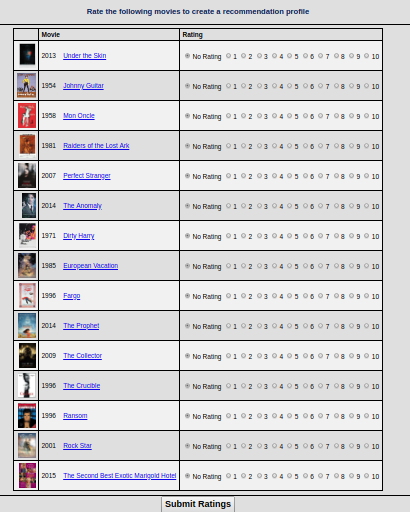 Rate the following movies to create a recommendation profile
Movie Rating
2013 Under the Skin No Rating 1 2 3 4 5 6 7 8 9 10
1954 Johnny Guitar No Rating 1 2 3 4 5 6 7 8 9 10
1958 Mon Oncle No Rating 1 2 3 4 5 6 7 8 9 10
1981 Raiders of the Lost Ark No Rating 1 2 3 4 5 6 7 8 9 10
2007 Perfect Stranger No Rating 1 2 3 4 5 6 7 8 9 10
2014 The Anomaly No Rating 1 2 3 4 5 6 7 8 9 10
1971 Dirty Harry No Rating 1 2 3 4 5 6 7 8 9 10
1985 European Vacation No Rating 1 2 3 4 5 6 7 8 9 10
1996 Fargo No Rating 1 2 3 4 5 6 7 8 9 10
2014 The Prophet No Rating 1 2 3 4 5 6 7 8 9 10
2009 The Collector No Rating 1 2 3 4 5 6 7 8 9 10
1996 The Crucible No Rating 1 2 3 4 5 6 7 8 9 10
1996 Ransom No Rating 1 2 3 4 5 6 7 8 9 10
2001 Rock Star No Rating 1 2 3 4 5 6 7 8 9 10
2015 The Second Best Exotic Marigold Hotel No Rating 1 2 3 4 5 6 7 8 9 10
Submit Ratings